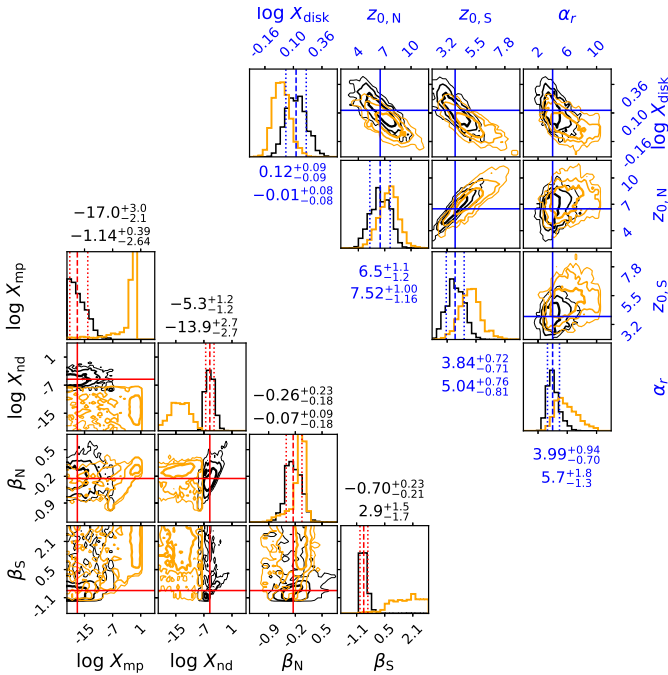 log X_disk z_0,N z_0,S α_r
−0.16 0.10 0.36 4 7 10 3.2 5.5 7.8 2 6 10
0.36 0.10 −0.16 log X_disk
0.12^{+0.09}_{−0.09}
−0.01^{+0.08}_{−0.08}
10 7 4 z_0,N
−17.0^{+3.0}_{−2.1}
−1.14^{+0.39}_{−2.64}
6.5^{+1.1}_{−1.2}
7.52^{+1.00}_{−1.16}
log X_mp
7.8 5.5 3.2 z_0,S
−5.3^{+1.2}_{−1.2}
−13.9^{+2.7}_{−2.7}
3.84^{+0.72}_{−0.71}
5.04^{+0.76}_{−0.81}
log X_nd 1 −7 −15
α_r
−0.26^{+0.23}_{−0.18}
−0.07^{+0.09}_{−0.18}
3.99^{+0.94}_{−0.70}
5.7^{+1.8}_{−1.3}
β_N 0.5 −0.2 −0.9
−0.70^{+0.23}_{−0.21}
2.9^{+1.5}_{−1.7}
β_S 2.1 0.5 −1.1
−15 −7 1 −15 −7 1 −0.9 −0.2 0.5 −1.1 0.5 2.1
log X_mp log X_nd β_N β_S